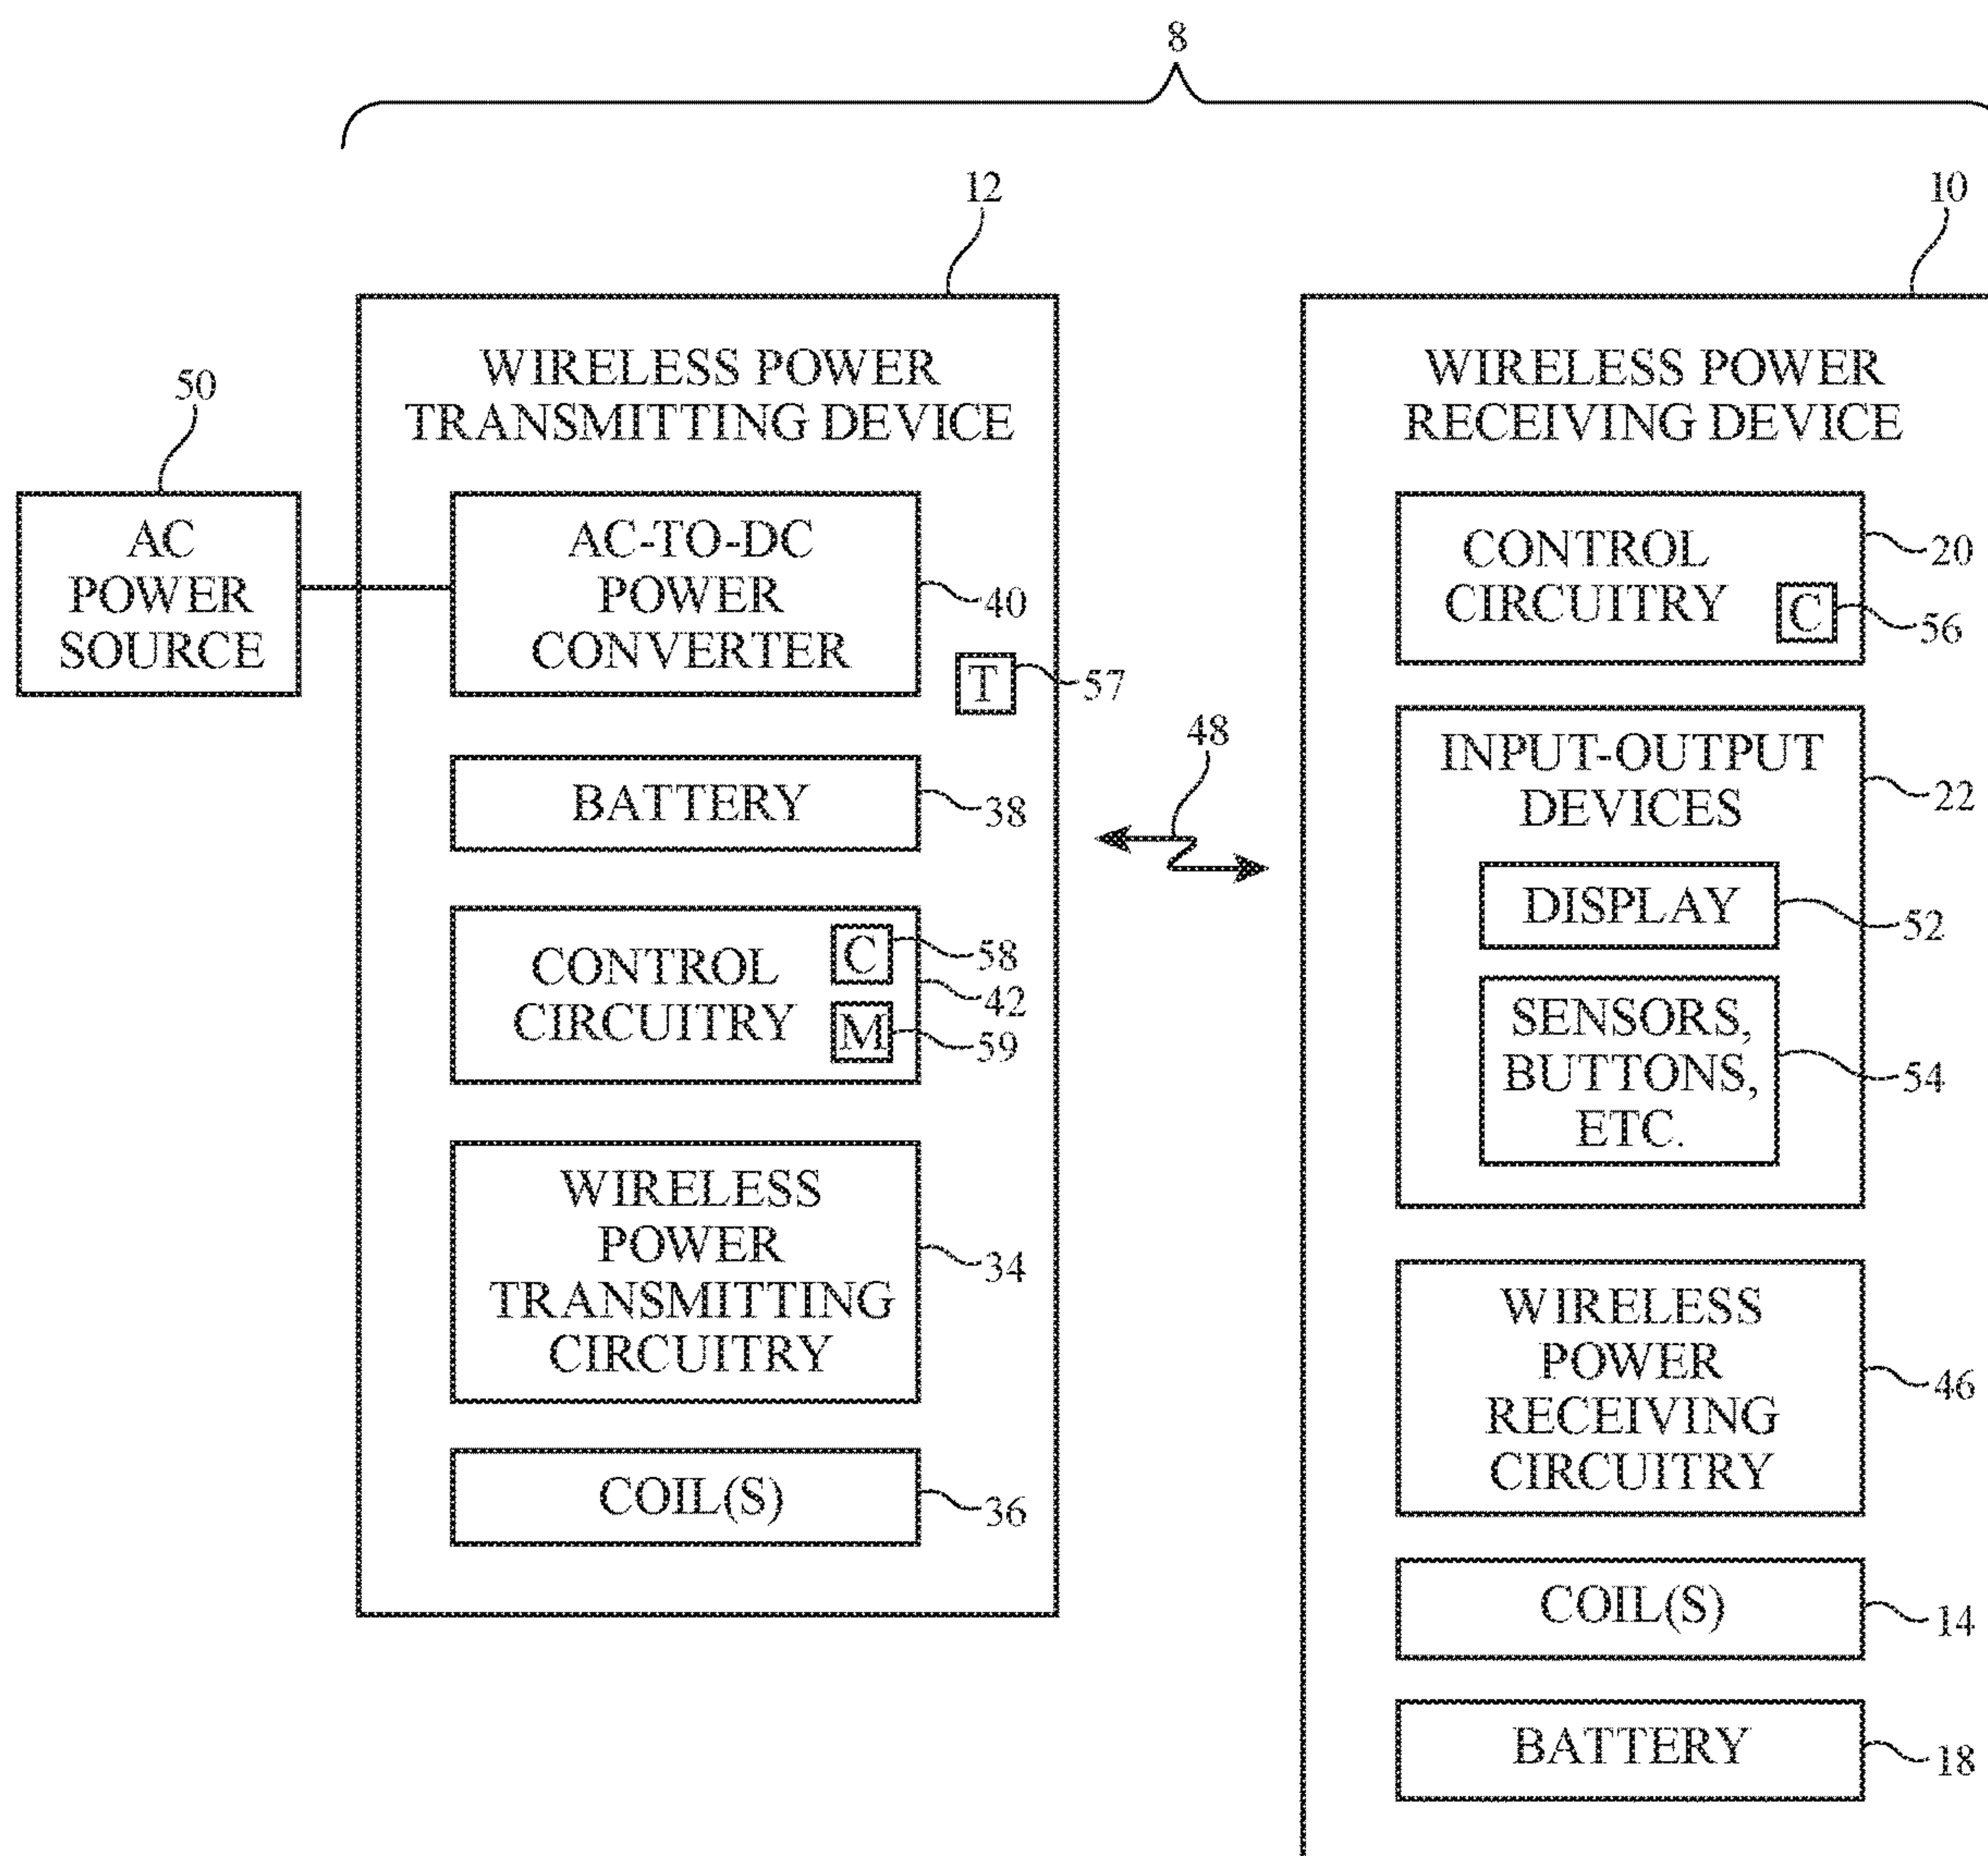 8
12
10
50
WIRELESS POWER
TRANSMITTING DEVICE
AC
POWER
SOURCE
AC-TO-DC
POWER
CONVERTER
40
T
57
BATTERY
38
CONTROL
CIRCUITRY
C
58
42
M
59
WIRELESS
POWER
TRANSMITTING
CIRCUITRY
34
COIL(S)
36
48
WIRELESS POWER
RECEIVING DEVICE
CONTROL
CIRCUITRY
20
C
56
INPUT-OUTPUT
DEVICES
22
DISPLAY
52
SENSORS,
BUTTONS,
ETC.
54
WIRELESS
POWER
RECEIVING
CIRCUITRY
46
COIL(S)
14
BATTERY
18